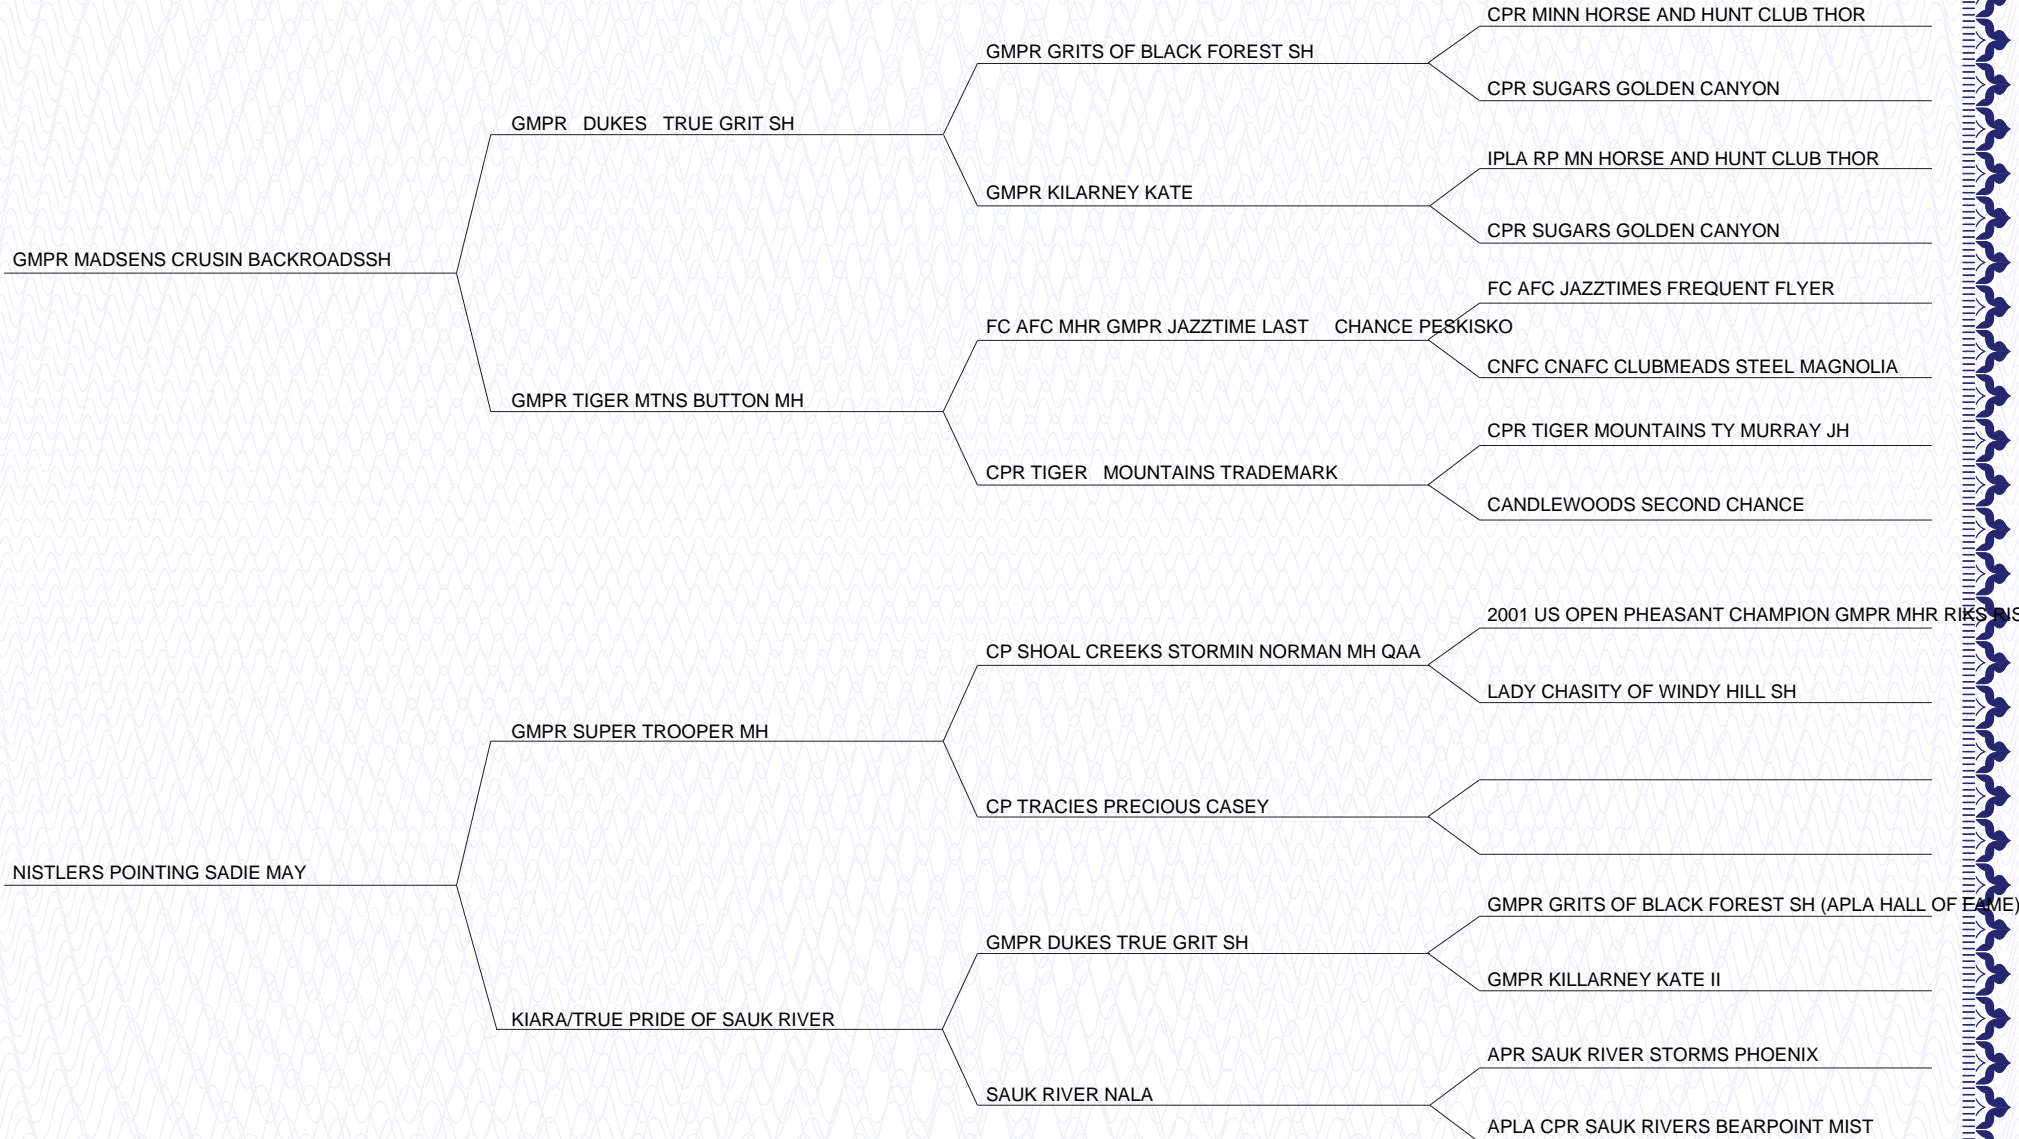 CPR MINN HORSE AND HUNT CLUB THOR
GMPR GRITS OF BLACK FOREST SH
CPR SUGARS GOLDEN CANYON
GMPR DUKES TRUE GRIT SH
IPLA RP MN HORSE AND HUNT CLUB THOR
GMPR KILARNEY KATE
CPR SUGARS GOLDEN CANYON
GMPR MADSENS CRUSIN BACKROADSSH
FC AFC JAZZTIMES FREQUENT FLYER
FC AFC MHR GMPR JAZZTIME LAST CHANCE PESKISKO
CNFC CNAFC CLUBMEADS STEEL MAGNOLIA
GMPR TIGER MTNS BUTTON MH
CPR TIGER MOUNTAINS TY MURRAY JH
CPR TIGER MOUNTAINS TRADEMARK
CANDLEWOODS SECOND CHANCE
2001 US OPEN PHEASANT CHAMPION GMPR MHR RIKS
CP SHOAL CREEKS STORMIN NORMAN MH QAA
LADY CHASITY OF WINDY HILL SH
GMPR SUPER TROOPER MH
CP TRACIES PRECIOUS CASEY
NISTLERS POINTING SADIE MAY
GMPR GRITS OF BLACK FOREST SH (APLA HALL OF FAME)
GMPR DUKES TRUE GRIT SH
GMPR KILLARNEY KATE II
KIARA/TRUE PRIDE OF SAUK RIVER
APR SAUK RIVER STORMS PHOENIX
SAUK RIVER NALA
APLA CPR SAUK RIVERS BEARPOINT MIST